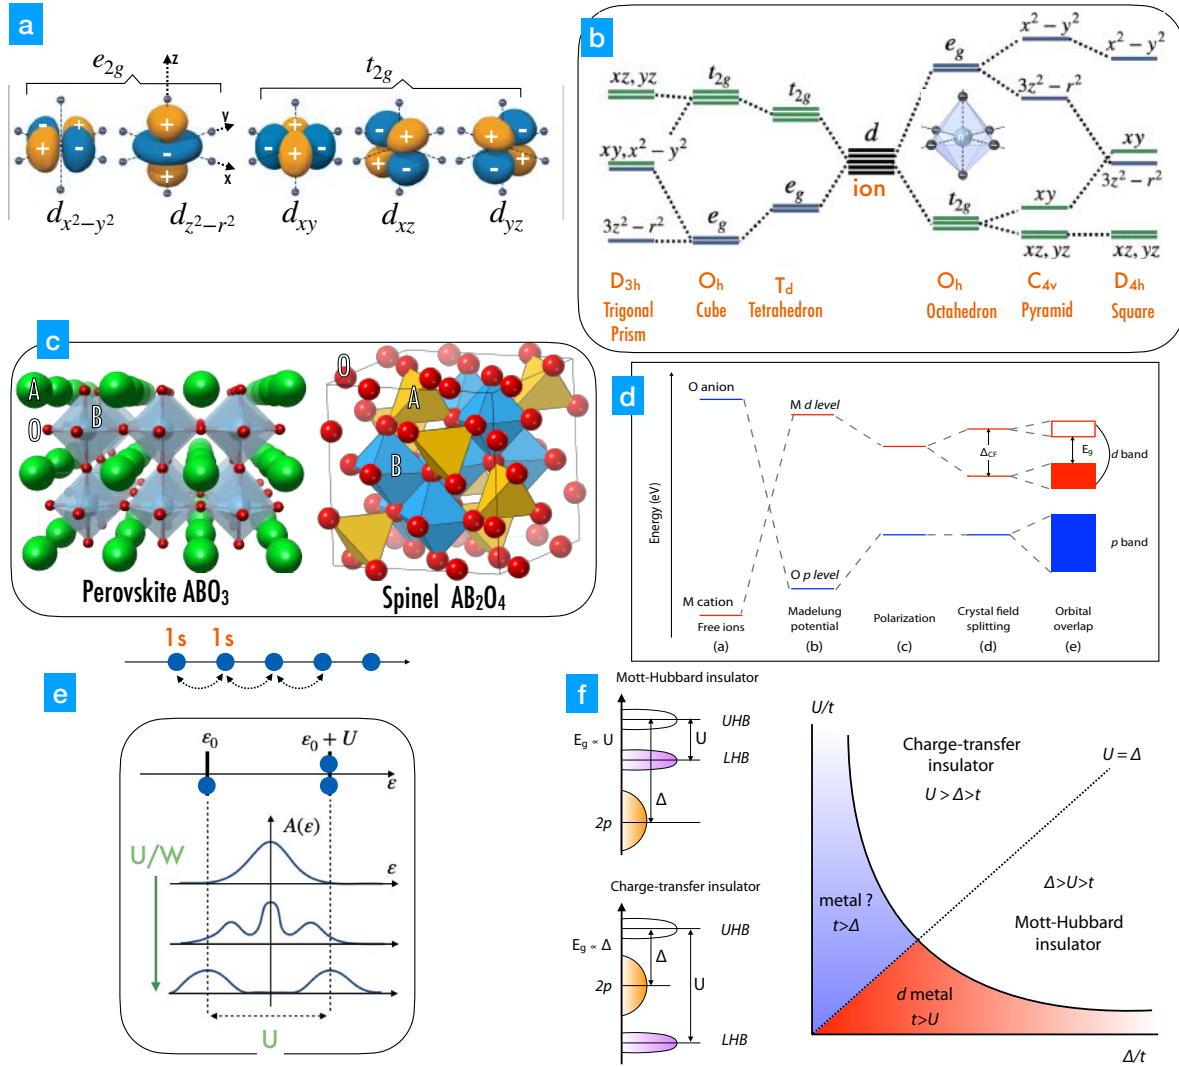 a
e2g
t2g
z
y
x
+ - + - + - + - + - + - +
dx²−y²
dz²−r²
dxy
dxz
dyz
b
xz, yz
t2g
t2g
xy, x² − y²
3z² − r²
eg
eg
d
ion
eg
x² − y²
x² − y²
3z² − r²
xy
3z² − r²
t2g
xy
xz, yz
xz, yz
D3h
Trigonal
Prism
Oh
Cube
Td
Tetrahedron
Oh
Octahedron
C4v
Pyramid
D4h
Square
c
A
B
O
Perovskite ABO3
O
A
B
Spinel AB2O4
d
Energy (eV)
O anion
M cation
M d level
O p level
ΔCF
Eg
d band
p band
Free ions
(a)
Madelung
potential
(b)
Polarization
(c)
Crystal field
splitting
(d)
Orbital
overlap
(e)
1s 1s
e
ε0
ε0 + U
ε
A(ε)
ε
U/W
U
f
Mott-Hubbard insulator
UHB
Eg ∝ U
U
LHB
Δ
2p
Charge-transfer insulator
UHB
Eg ∝ Δ
Δ
U
2p
LHB
U/t
Charge-transfer
insulator
U > Δ>t
U = Δ
metal ?
t>Δ
Δ>U>t
Mott-Hubbard
insulator
d metal
t>U
Δ/t